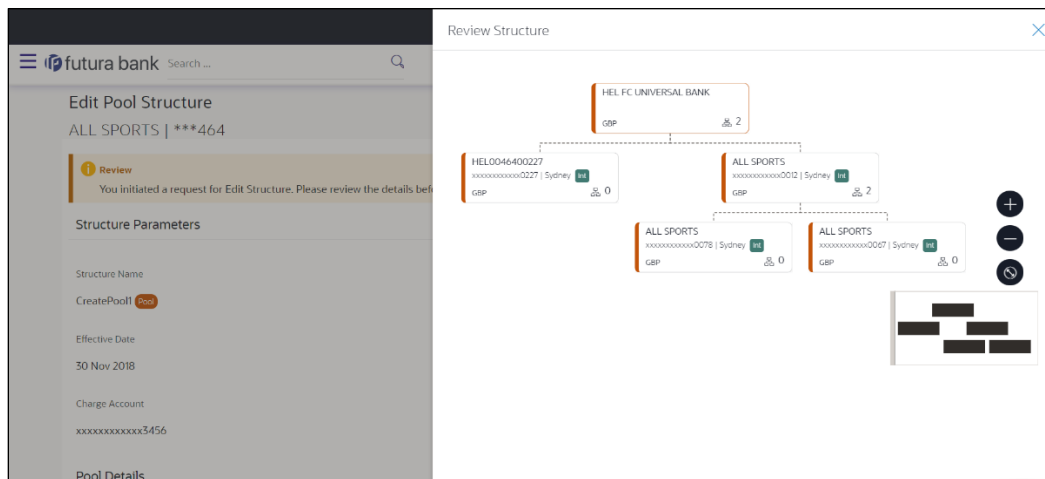 futura bank
Search ...
Edit Pool Structure
ALL SPORTS | ***464
Review
You initiated a request for Edit Structure. Please review the details
Structure Parameters
Structure Name
CreatePool1 Pool
Effective Date
30 Nov 2018
Charge Account
xxxxxxxxxxxx3456
Pool Details
Review Structure
HEL FC UNIVERSAL BANK
GBP 2
HEL0046400227
xxxxxxxxxxxx0227 | Sydney Int
GBP 0
ALL SPORTS
xxxxxxxxxxxx0012 | Sydney Int
GBP 2
ALL SPORTS
xxxxxxxxxxxx0078 | Sydney Int
GBP 0
ALL SPORTS
xxxxxxxxxxxx0067 | Sydney Int
GBP 0